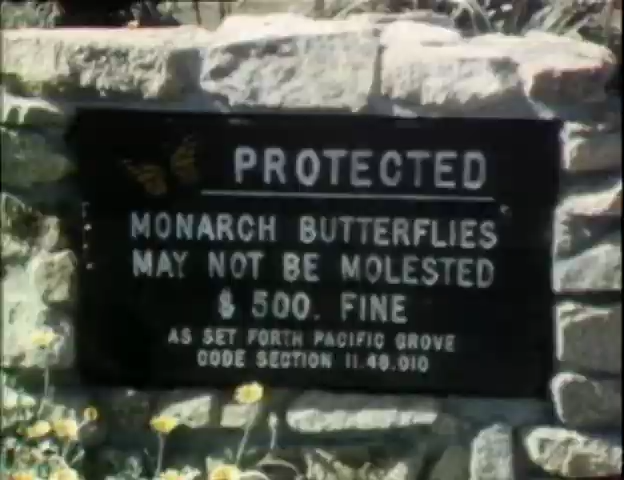 PROTECTED
MONARCH BUTTERFLIES
MAY NOT BE MOLESTED
$ 500. FINE
AS SET FORTH PACIFIC GROVE
CODE SECTION 11.48.010